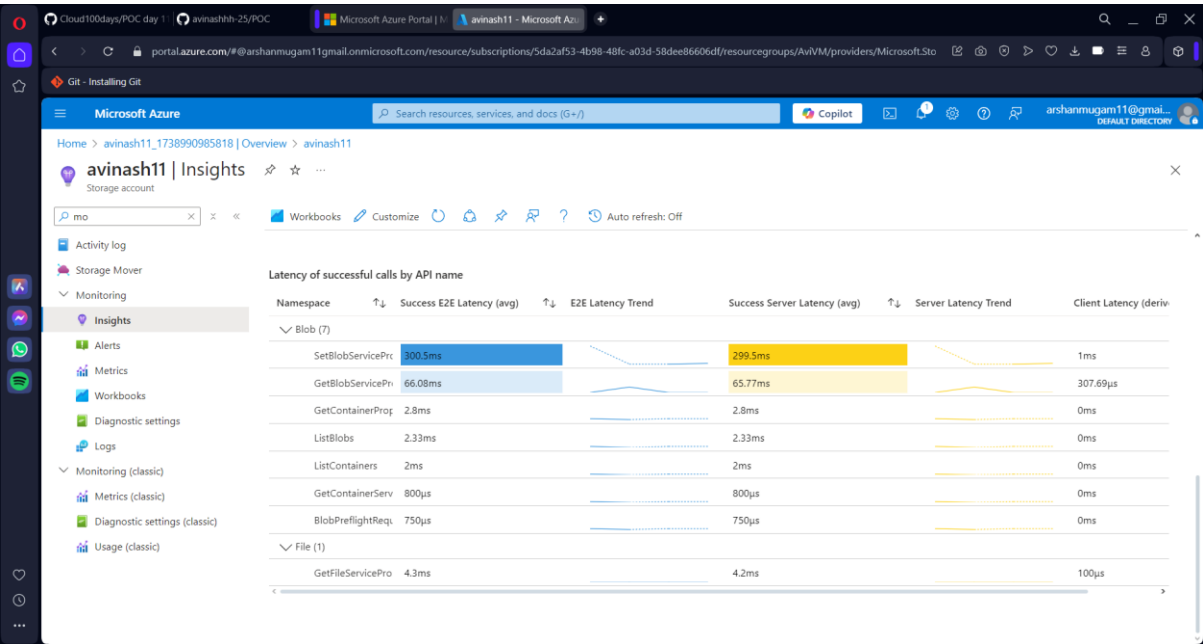 Cloud100days/POC day 1 avinashhh-25/POC Microsoft Azure Portal | M avinash11 - Microsoft Azu
portal.azure.com/#@arshanmugam11gmail.onmicrosoft.com/resource/subscriptions/5da2af53-4b98-48fc-a03d-58dee86606df/resourcegroups/AviVM/providers/Microsoft.Sto
Git - Installing Git
Microsoft Azure Search resources, services, and docs (G+/) Copilot 1 arshanmugam11@gmai...
DEFAULT DIRECTORY
Home > avinash11_1738990985818 | Overview > avinash11
avinash11 | Insights
Storage account
mo
Workbooks Customize Auto refresh: Off
Activity log
Storage Mover
Monitoring
Insights
Alerts
Metrics
Workbooks
Diagnostic settings
Logs
Monitoring (classic)
Metrics (classic)
Diagnostic settings (classic)
Usage (classic)
Latency of successful calls by API name
Namespace Success E2E Latency (avg) E2E Latency Trend Success Server Latency (avg) Server Latency Trend Client Latency (deriv
Blob (7)
SetBlobServicePr 300.5ms 299.5ms 1ms
GetBlobServicePr 66.08ms 65.77ms 307.69µs
GetContainerProp 2.8ms 2.8ms 0ms
ListBlobs 2.33ms 2.33ms 0ms
ListContainers 2ms 2ms 0ms
GetContainerServ 800µs 800µs 0ms
BlobPreflightRequ 750µs 750µs 0ms
File (1)
GetFileServicePro 4.3ms 4.2ms 100µs